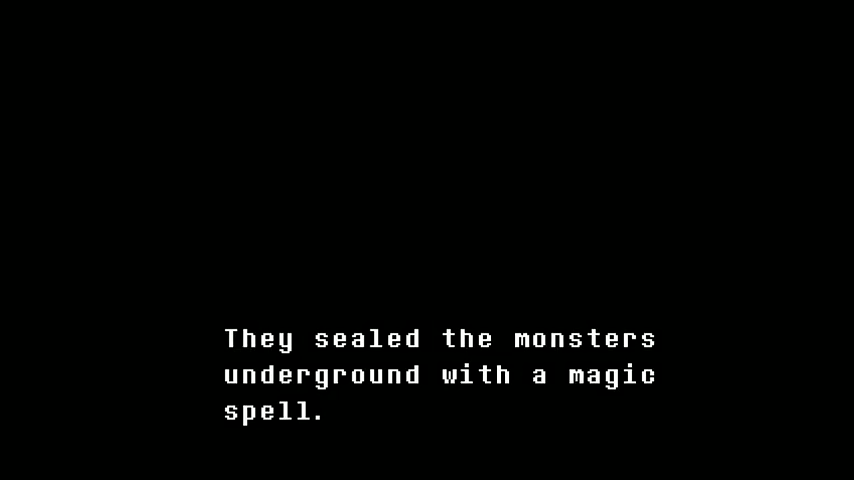 They sealed the monsters
underground with a magic
spell.